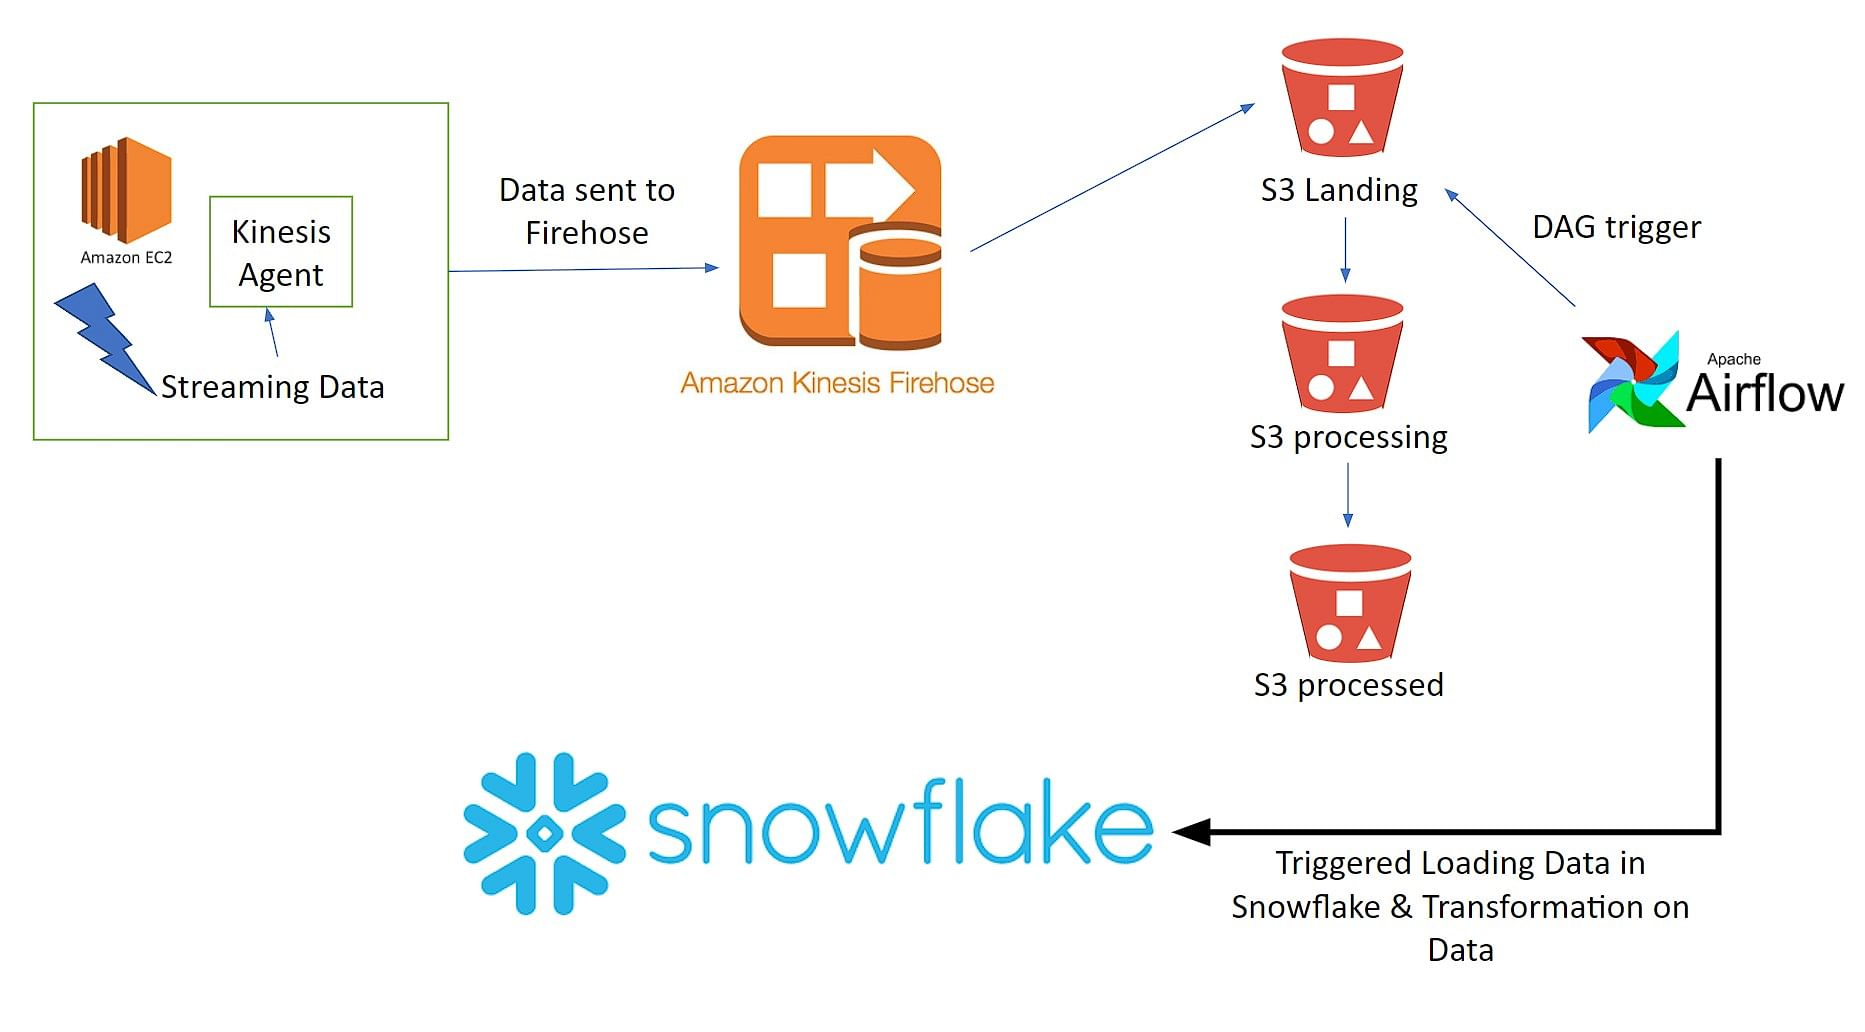 Amazon EC2
Kinesis
Agent
Streaming Data
Data sent to
Firehose
Amazon Kinesis Firehose
S3 Landing
DAG trigger
S3 processing
Apache
Airflow
S3 processed
snowflake
Triggered Loading Data in
Snowflake & Transformation on
Data